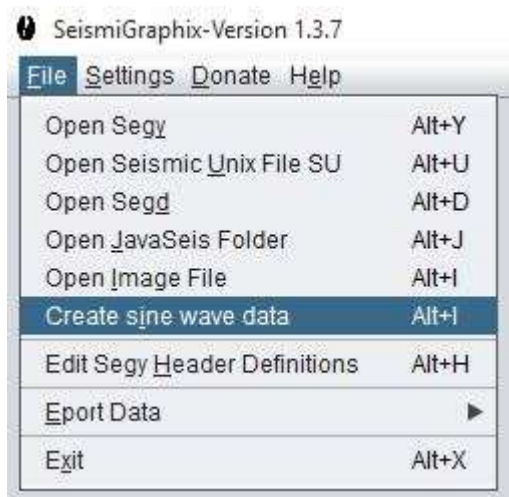 SeismiGraphix-Version 1.3.7
File Settings Donate Help
Open Segy Alt+Y
Open Seismic Unix File SU Alt+U
Open Segd Alt+D
Open JavaSeis Folder Alt+J
Open Image File Alt+I
Create sine wave data Alt+I
Edit Segy Header Definitions Alt+H
Eport Data
Exit Alt+X